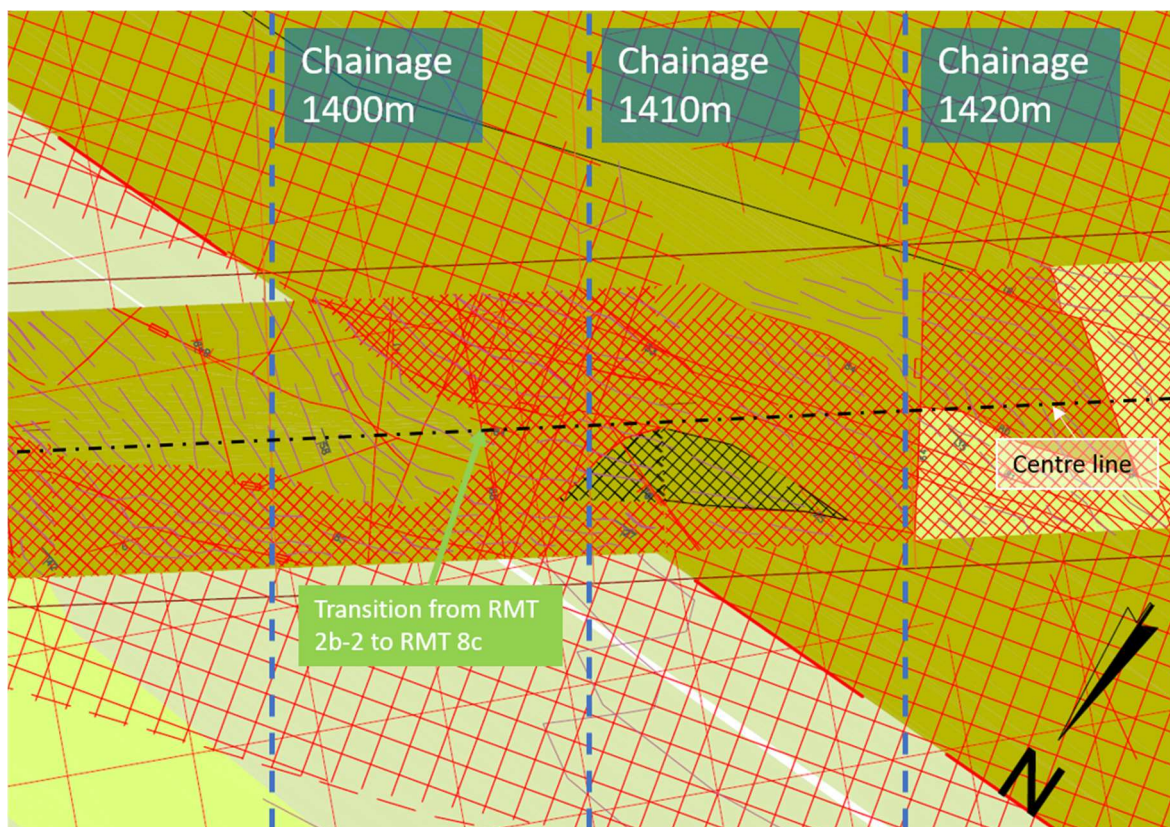 Chainage
1400m
Chainage
1410m
Chainage
1420m
Centre line
Transition from RMT
2b-2 to RMT 8c
N